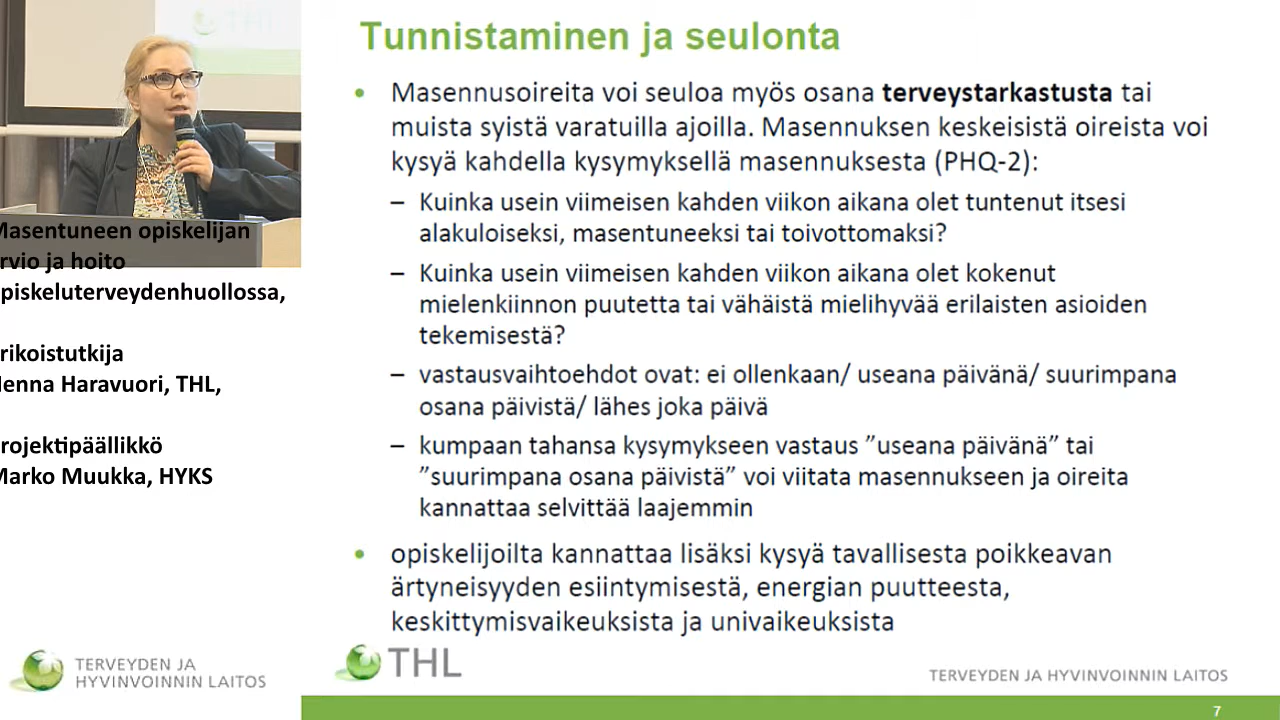 THL
Masentuneen opiskelijan
rvio ja hoito
piskeluterveydenhuollossa,
rikoistutkija
Henna Haravuori, THL,
rojektipäällikkö
Marko Muukka, HYKS
TERVEYDEN JA
HYVINVOINNIN LAITOS
Tunnistaminen ja seulonta
• Masennusoireita voi seuloa myös osana terveystarkastusta tai
muista syistä varatuilla ajoilla. Masennuksen keskeisistä oireista voi
kysyä kahdella kysymyksellä masennuksesta (PHQ-2):
– Kuinka usein viimeisen kahden viikon aikana olet tuntenut itsesi
alakuloiseksi, masentuneeksi tai toivottomaksi?
– Kuinka usein viimeisen kahden viikon aikana olet kokenut
mielenkiinnon puutetta tai vähäistä mielihyvää erilaisten asioiden
tekemisestä?
– vastausvaihtoehdot ovat: ei ollenkaan/ useana päivänä/ suurimpana
osana päivistä/ lähes joka päivä
– kumpaan tahansa kysymykseen vastaus ”useana päivänä” tai
”suurimpana osana päivistä” voi viitata masennukseen ja oireita
kannattaa selvittää laajemmin
• opiskelijoilta kannattaa lisäksi kysyä tavallisesta poikkeavan
ärtyneisyyden esiintymisestä, energian puutteesta,
keskittymisvaikeuksista ja univaikeuksista
THL
TERVEYDEN JA HYVINVOINNIN LAITOS
7